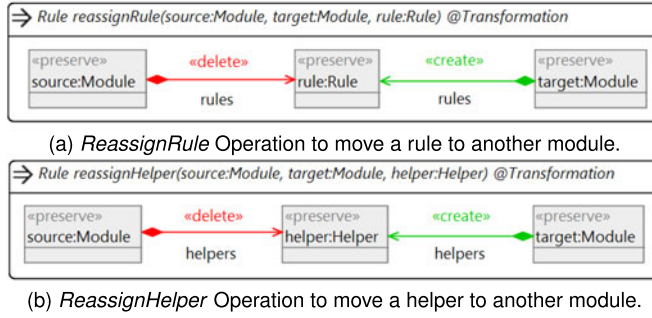 Rule reassignRule(source:Module, target:Module, rule:Rule) @Transformation
«preserve» «delete» «preserve» «create» «preserve»
source:Module rule:Rule target:Module
rules rules
(a) ReassignRule Operation to move a rule to another module.
Rule reassignHelper(source:Module, target:Module, helper:Helper) @Transformation
«preserve» «delete» «preserve» «create» «preserve»
source:Module helper:Helper target:Module
helpers helpers
(b) ReassignHelper Operation to move a helper to another module.